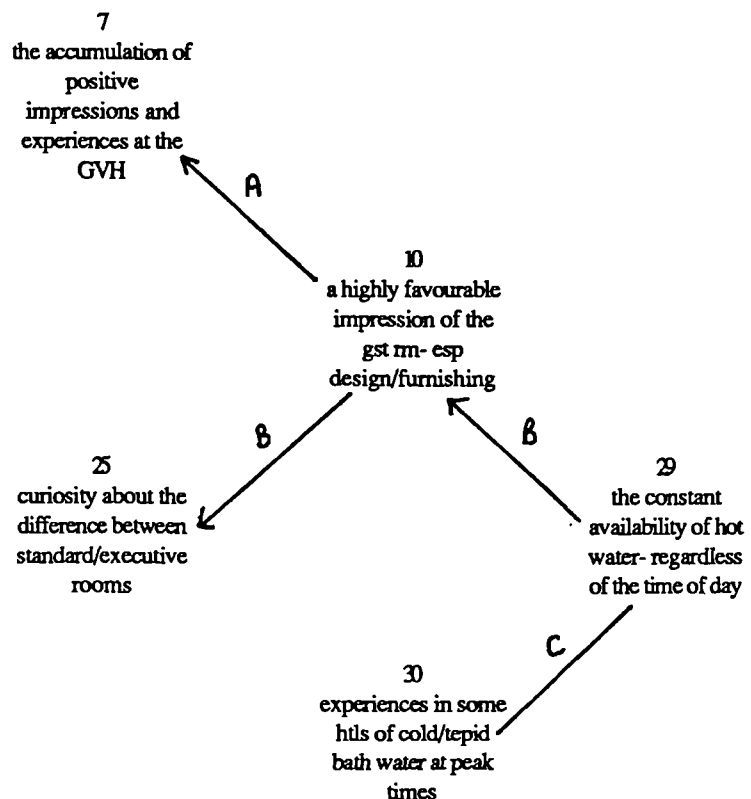 7
the accumulation of
positive
impressions and
experiences at the
GVH
A
10
a highly favourable
impression of the
gst rm- esp
design/furnishing
B
B
25
curiosity about the
difference between
standard/executive
rooms
29
the constant
availability of hot
water- regardless
of the time of day
C
30
experiences in some
htls of cold/tepid
bath water at peak
times